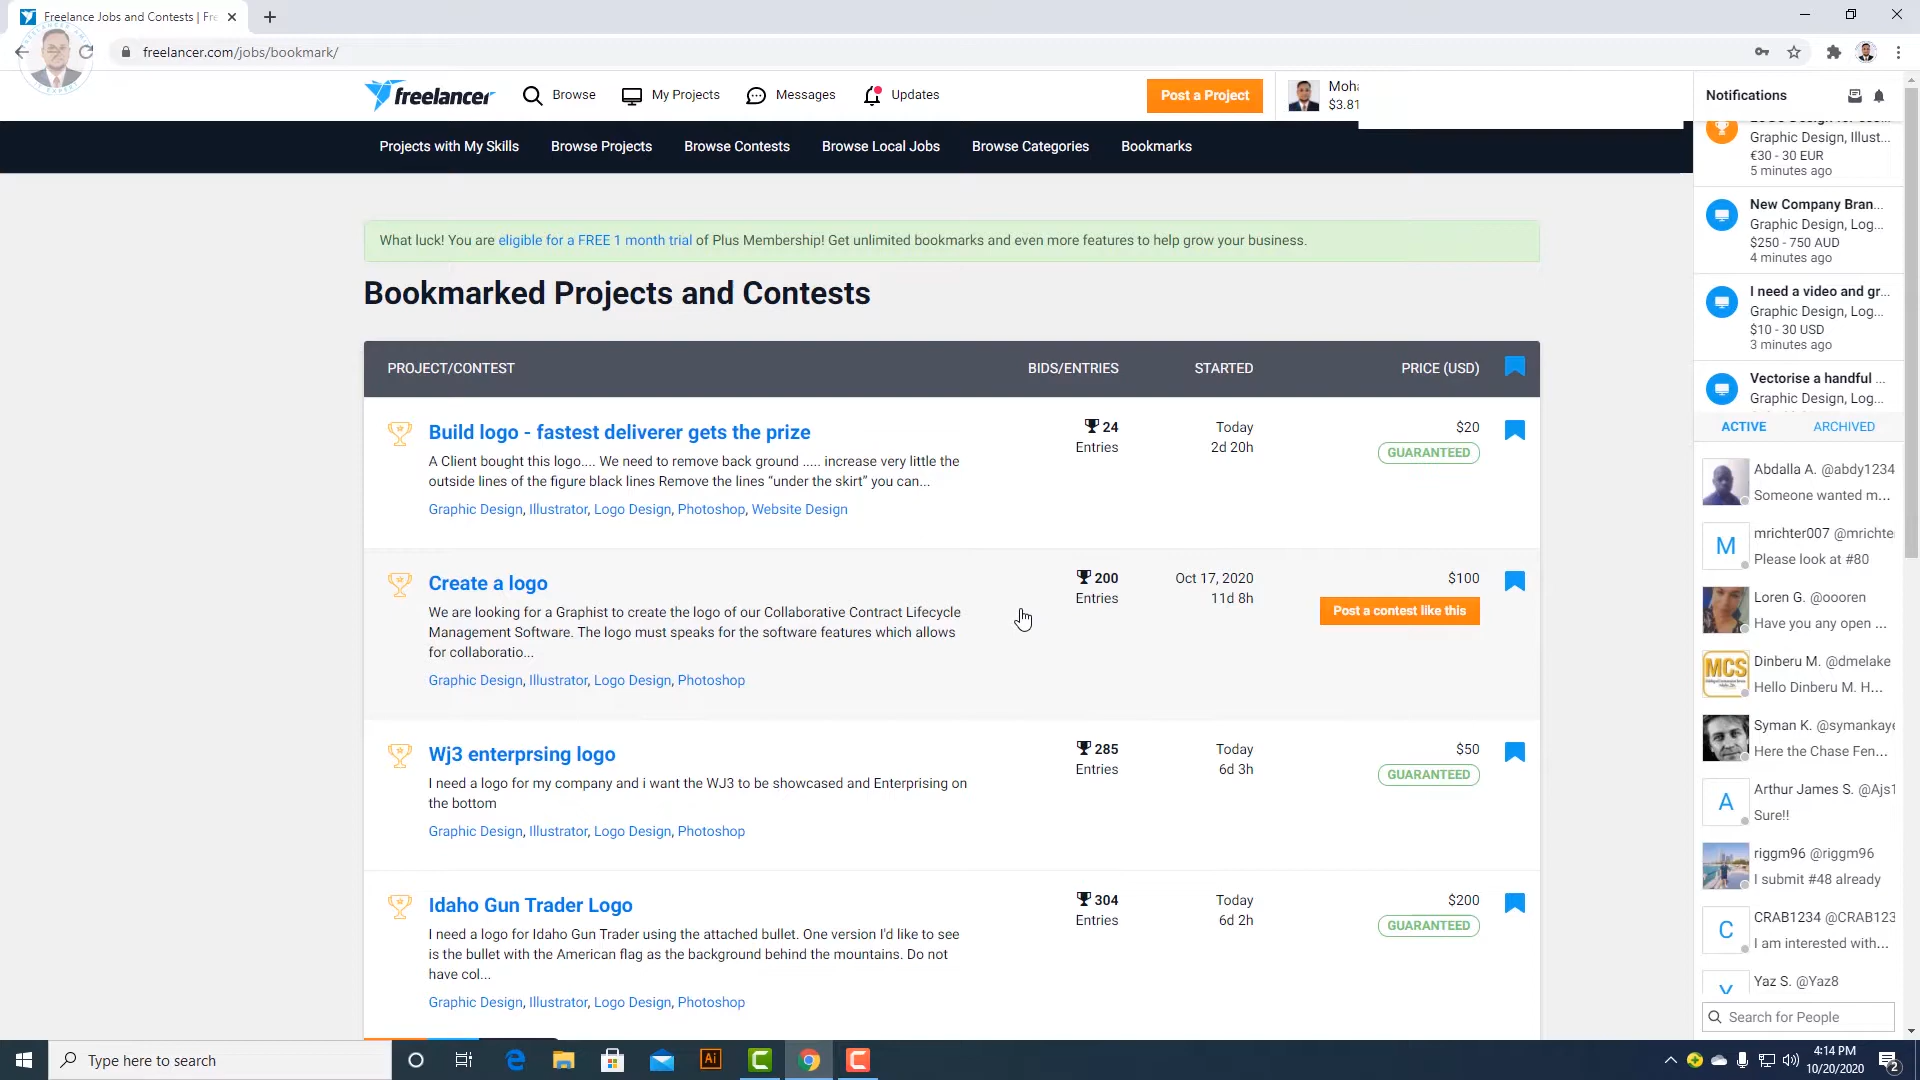 Freelance Jobs and Contests | Fre
freelancer.com/jobs/bookmark/
freelancer
Browse
My Projects
Messages
Updates
Post a Project
Moha
$3.81
Projects with My Skills
Browse Projects
Browse Contests
Browse Local Jobs
Browse Categories
Bookmarks
What luck! You are eligible for a FREE 1 month trial of Plus Membership! Get unlimited bookmarks and even more features to help grow your business.
Bookmarked Projects and Contests
PROJECT/CONTEST
BIDS/ENTRIES
STARTED
PRICE (USD)
Build logo - fastest deliverer gets the prize
A Client bought this logo.... We need to remove back ground ..... increase very little the
outside lines of the figure black lines Remove the lines “under the skirt” you can...
Graphic Design, Illustrator, Logo Design, Photoshop, Website Design
24
Entries
Today
2d 20h
$20
GUARANTEED
Create a logo
We are looking for a Graphist to create the logo of our Collaborative Contract Lifecycle
Management Software. The logo must speaks for the software features which allows
for collaboratio...
Graphic Design, Illustrator, Logo Design, Photoshop
200
Entries
Oct 17, 2020
11d 8h
$100
Post a contest like this
Wj3 enterprsing logo
I need a logo for my company and i want the WJ3 to be showcased and Enterprising on
the bottom
Graphic Design, Illustrator, Logo Design, Photoshop
285
Entries
Today
6d 3h
$50
GUARANTEED
Idaho Gun Trader Logo
I need a logo for Idaho Gun Trader using the attached bullet. One version I'd like to see
is the bullet with the American flag as the background behind the mountains. Do not
have col...
Graphic Design, Illustrator, Logo Design, Photoshop
304
Entries
Today
6d 2h
$200
GUARANTEED
Notifications
Graphic Design, Illust...
€30 - 30 EUR
5 minutes ago
New Company Bran...
Graphic Design, Log...
$250 - 750 AUD
4 minutes ago
I need a video and gr...
Graphic Design, Log...
$10 - 30 USD
3 minutes ago
Vectorise a handful ...
Graphic Design, Log...
ACTIVE
ARCHIVED
Abdalla A. @abdy1234
Someone wanted m...
M
mrichter007 @mrichte
Please look at #80
Loren G. @oooren
Have you any open ...
MCS
Dinberu M. @dmelake
Hello Dinberu M. H...
Syman K. @symankaye
Here the Chase Fen...
A
Arthur James S. @Ajs1
Sure!!
riggm96 @riggm96
I submit #48 already
C
CRAB1234 @CRAB123
I am interested with...
Y
Yaz S. @Yaz8
Search for People
Type here to search
Ai
4:14 PM
10/20/2020
2